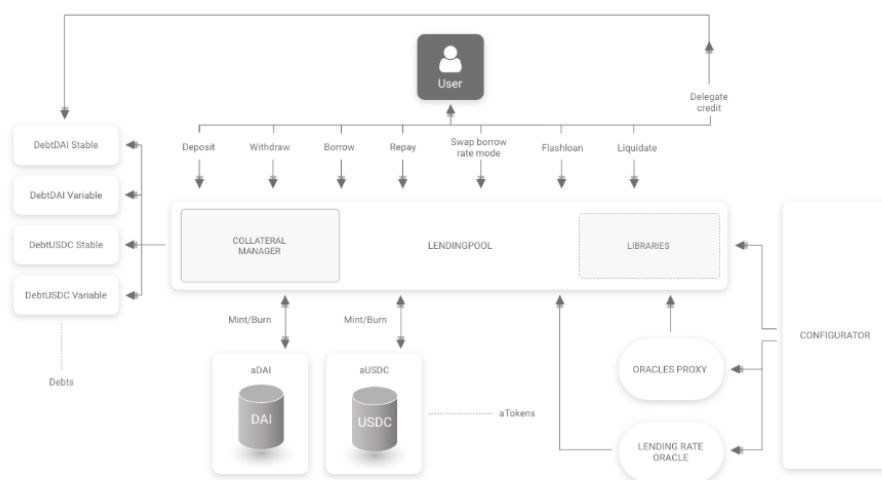 User
Delegate
credit
Deposit
Withdraw
Borrow
Repay
Swap borrow
rate mode
Flashloan
Liquidate
DebtDAI Stable
DebtDAI Variable
DebtUSDC Stable
DebtUSDC Variable
Debts
COLLATERAL
MANAGER
LENDINGPOOL
LIBRARIES
Mint/Burn
Mint/Burn
aDAI
DAI
aUSDC
USDC
aTokens
ORACLES PROXY
LENDING RATE
ORACLE
CONFIGURATOR